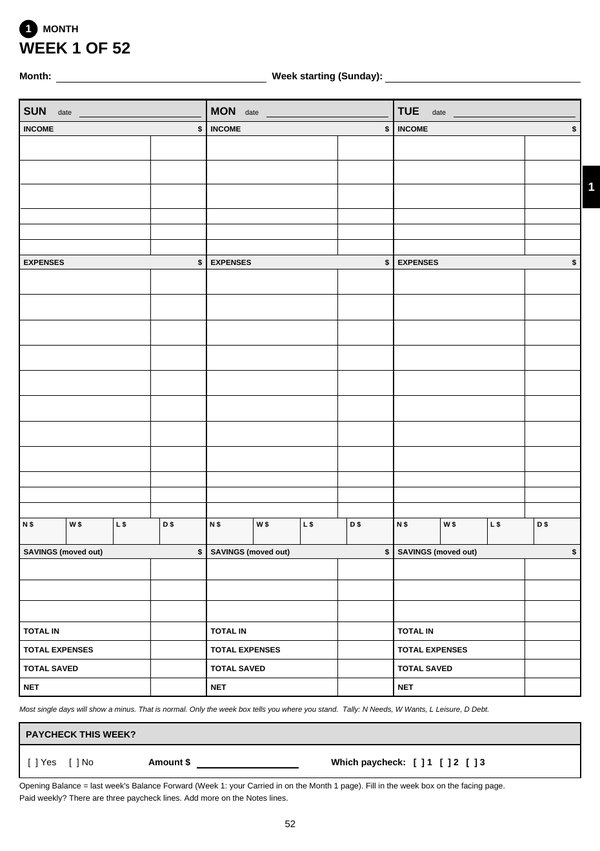 1 MONTH
WEEK 1 OF 52
Month: Week starting (Sunday):
SUN date MON date TUE date
INCOME $ INCOME $ INCOME $
1
EXPENSES $ EXPENSES $ EXPENSES $
N $ W $ L $ D $ N $ W $ L $ D $ N $ W $ L $ D $
SAVINGS (moved out) $ SAVINGS (moved out) $ SAVINGS (moved out) $
TOTAL IN TOTAL IN TOTAL IN
TOTAL EXPENSES TOTAL EXPENSES TOTAL EXPENSES
TOTAL SAVED TOTAL SAVED TOTAL SAVED
NET NET NET
Most single days will show a minus. That is normal. Only the week box tells you where you stand. Tally: N Needs, W Wants, L Leisure, D Debt.
PAYCHECK THIS WEEK?
[ ] Yes [ ] No Amount $ Which paycheck: [ ] 1 [ ] 2 [ ] 3
Opening Balance = last week's Balance Forward (Week 1: your Carried in on the Month 1 page). Fill in the week box on the facing page.
Paid weekly? There are three paycheck lines. Add more on the Notes lines.
52